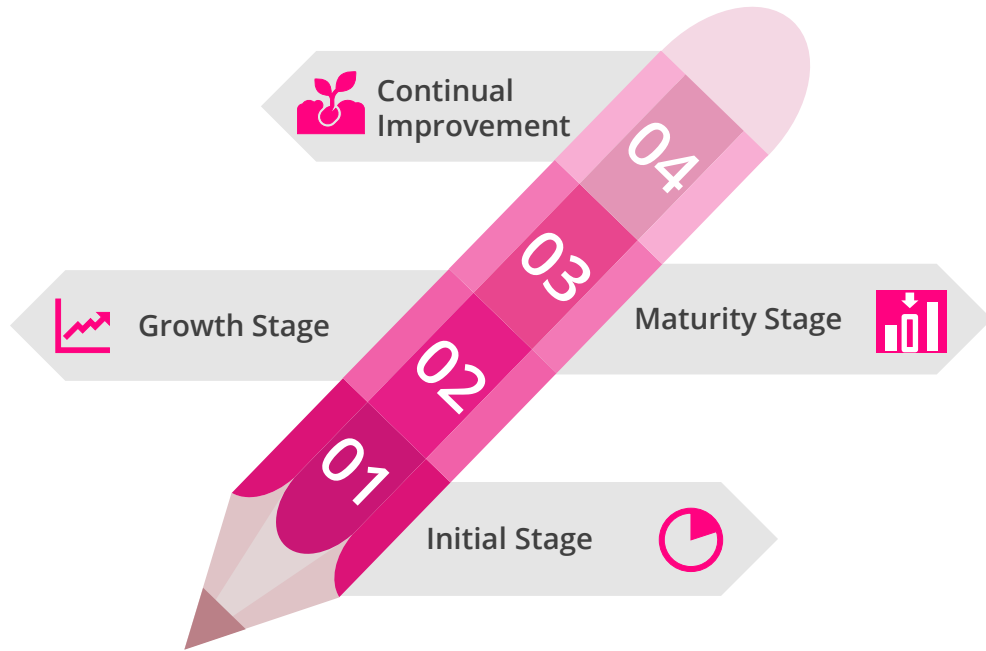 Continual
Improvement
04
03
Growth Stage
Maturity Stage
02
01
Initial Stage